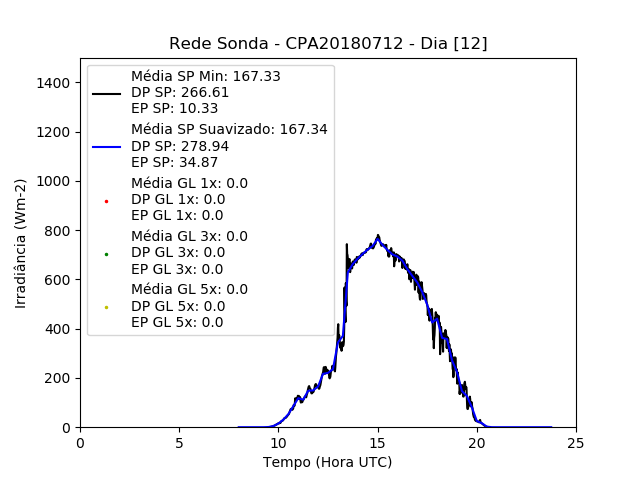 Rede Sonda - CPA20180712 - Dia [12]
Média SP Min: 167.33
DP SP: 266.61
EP SP: 10.33
Média SP Suavizado: 167.34
DP SP: 278.94
EP SP: 34.87
Média GL 1x: 0.0
DP GL 1x: 0.0
EP GL 1x: 0.0
Média GL 3x: 0.0
DP GL 3x: 0.0
EP GL 3x: 0.0
Média GL 5x: 0.0
DP GL 5x: 0.0
EP GL 5x: 0.0
Irradiância (Wm-2)
1400
1200
1000
800
600
400
200
0
0 5 10 15 20 25
Tempo (Hora UTC)